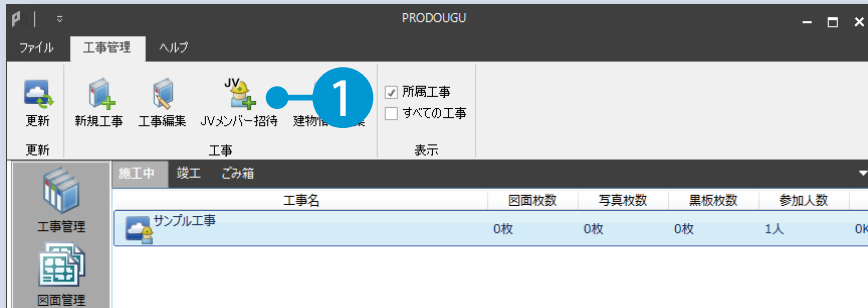 PRODOUGU
ファイル 工事管理 ヘルプ
JV
1
所属工事
すべての工事
更新 新規工事 工事編集 JVメンバー招待 建物情
更新 工事 表示
施工中 竣工 ごみ箱
工事名 図面枚数 写真枚数 黒板枚数 参加人数
サンプル工事 0枚 0枚 0枚 1人 0K
工事管理
図面管理